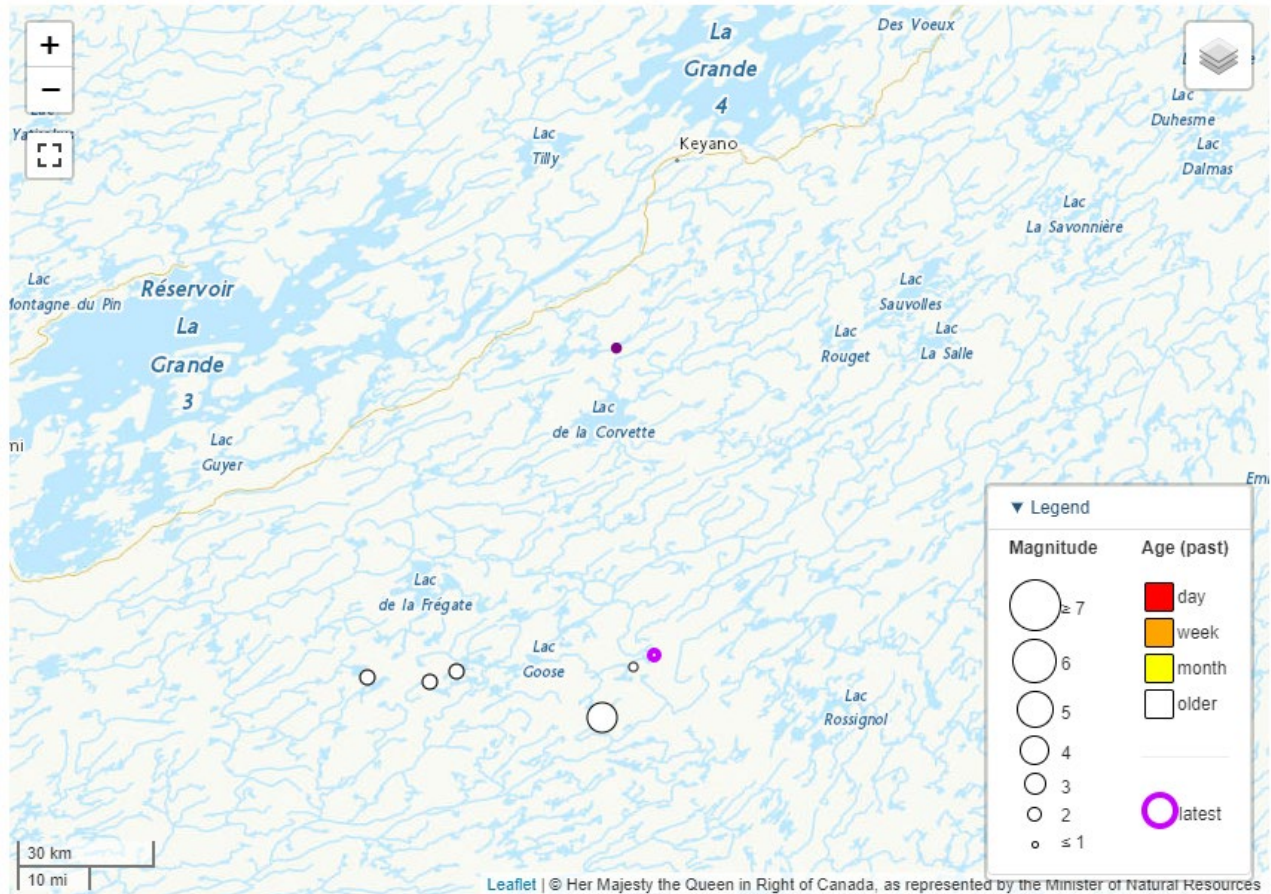 +
−
La
Grande
4
Des Voeux
Lac
Duhesme
Lac
Tilly
Keyano
Lac
Dalmas
Lac
La Savonnière
Lac
Montagne du Pin
Réservoir
La
Grande
3
Lac
Sauvolles
Lac
Rouget
Lac
La Salle
Lac
de la Corvette
mi
Lac
Guyer
▼ Legend
Magnitude
Age (past)
≥ 7
day
6
week
5
month
4
older
3
2
latest
≤ 1
Lac
de la Frégate
Lac
Goose
Lac
Rossignol
30 km
10 mi
Leaflet | © Her Majesty the Queen in Right of Canada, as represented by the Minister of Natural Resources